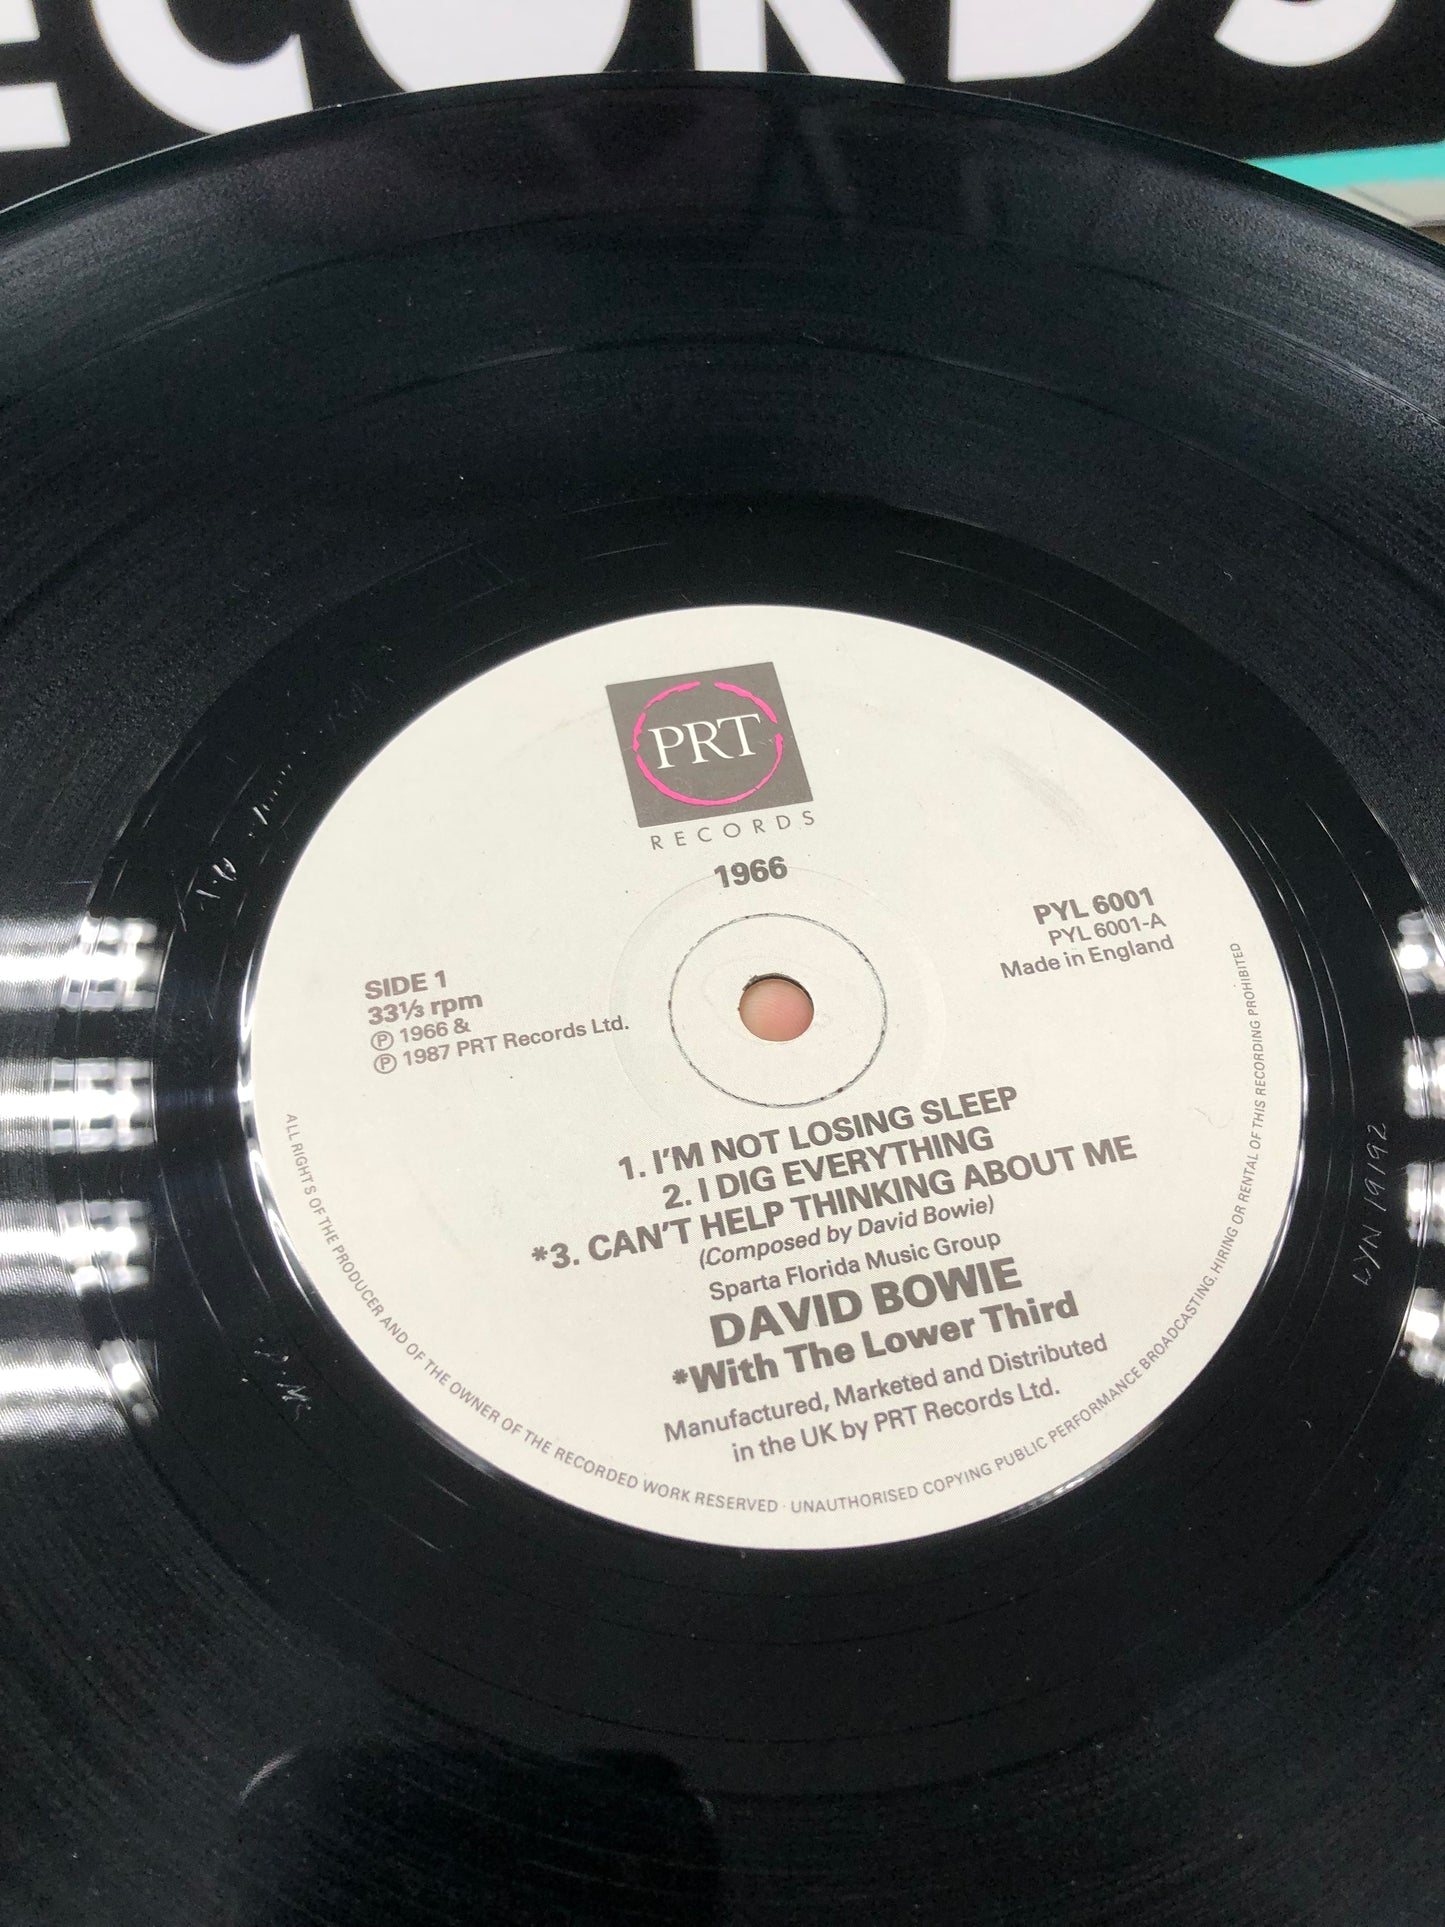 RECORDS
PRT
RECORDS
1966
PYL 6001
PYL 6001-A
Made in England
SIDE 1
33⅓ rpm
℗ 1966 &
℗ 1987 PRT Records Ltd.
1. I'M NOT LOSING SLEEP
2. I DIG EVERYTHING
*3. CAN'T HELP THINKING ABOUT ME
(Composed by David Bowie)
Sparta Florida Music Group
DAVID BOWIE
*With The Lower Third
Manufactured, Marketed and Distributed
in the UK by PRT Records Ltd.
ALL RIGHTS OF THE PRODUCER AND OF THE OWNER OF THE RECORDED WORK RESERVED · UNAUTHORISED COPYING PUBLIC PERFORMANCE BROADCASTING, HIRING OR RENTAL OF THIS RECORDING PROHIBITED
LYN 19192